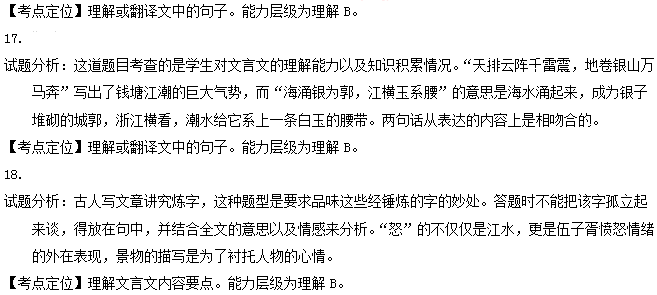 【考点定位】理解或翻译文中的句子。能力层级为理解 B。
17.
试题分析：这道题目考查的是学生对文言文的理解能力以及知识积累情况。“天排云阵千雷震，地卷银山万
马奔”写出了钱塘江潮的巨大气势，而“海涌银为郭，江横玉系腰”的意思是海水涌起来，成为银子
堆砌的城郭，浙江横看，潮水给它系上一条白玉的腰带。两句话从表达的内容上是相吻合的。
【考点定位】理解或翻译文中的句子。能力层级为理解 B。
18.
试题分析：古人写文章讲究炼字，这种题型是要求品味这些经锤炼的字的妙处。答题时不能把该字孤立起
来谈，得放在句中，并结合全文的意思以及情感来分析。“怒”的不仅仅是江水，更是伍子胥愤怒情绪
的外在表现，景物的描写是为了衬托人物的心情。
【考点定位】理解文言文内容要点。能力层级为理解 B。